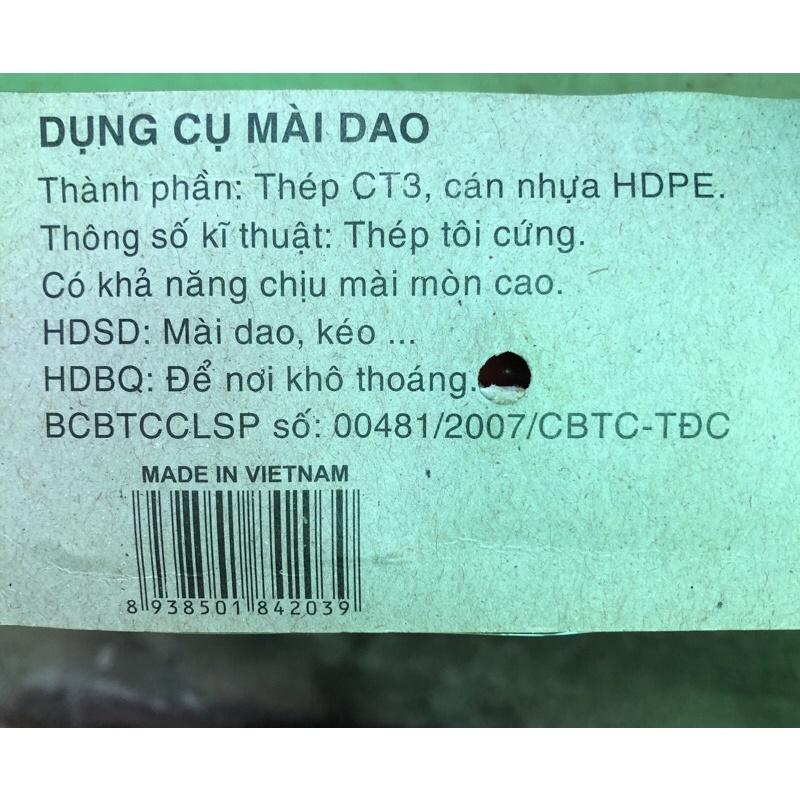 DỤNG CỤ MÀI DAO
Thành phần: Thép CT3, cán nhựa HDPE.
Thông số kĩ thuật: Thép tôi cứng.
Có khả năng chịu mài mòn cao.
HDSD: Mài dao, kéo ...
HDBQ: Để nơi khô thoáng.
BCBTCCLSP số: 00481/2007/CBTC-TĐC
MADE IN VIETNAM
8 938501 842039